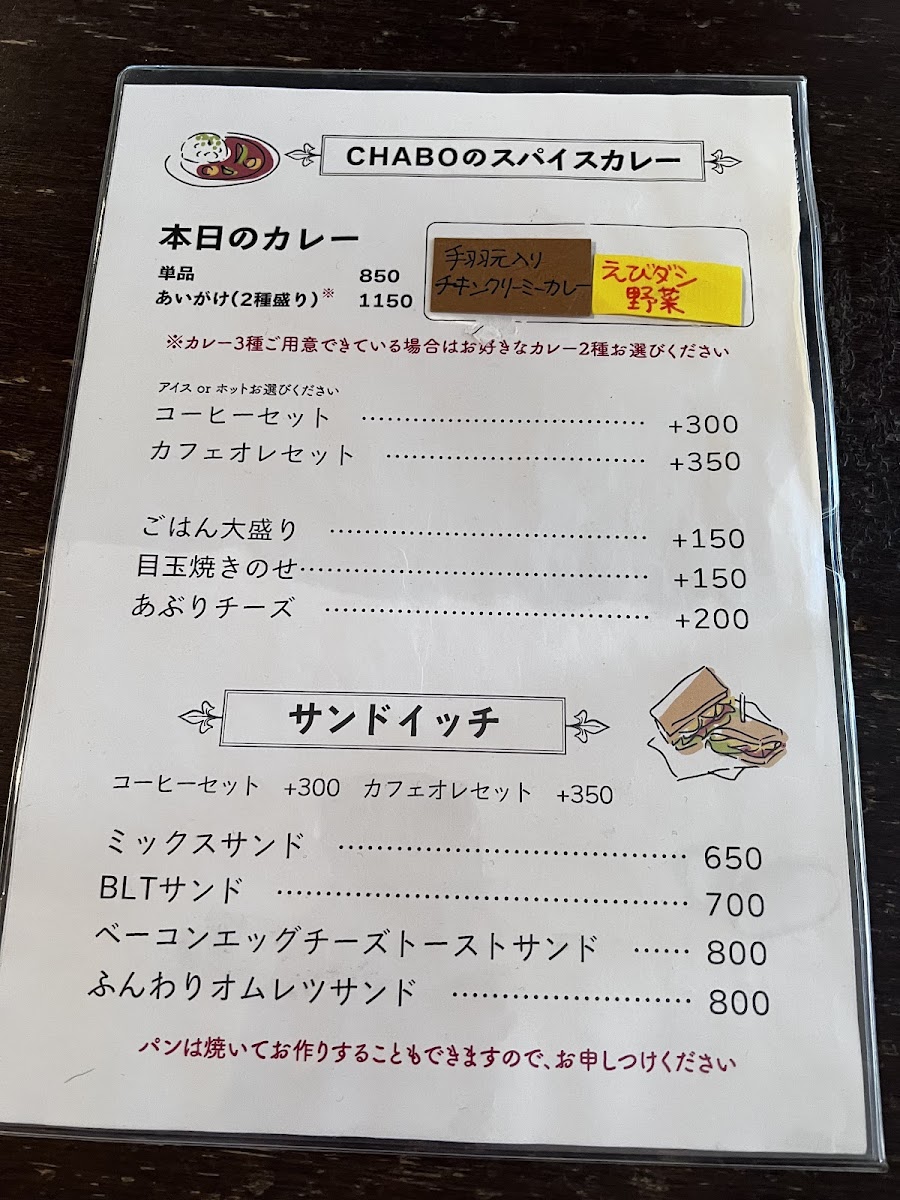 CHABOのスパイスカレー
本日のカレー
単品 850
あいがけ(2種盛り)※ 1150
手羽元入り
チキンクリーミーカレー
えびダシ
野菜
※カレー3種ご用意できている場合はお好きなカレー2種お選びください
アイス or ホットお選びください
コーヒーセット ………………………… +300
カフェオレセット ………………………… +350
ごはん大盛り ………………………… +150
目玉焼きのせ………………………… +150
あぶりチーズ ………………………… +200
サンドイッチ
コーヒーセット +300 カフェオレセット +350
ミックスサンド ………………………… 650
BLTサンド ………………………… 700
ベーコンエッグチーズトーストサンド …… 800
ふんわりオムレツサンド ………………… 800
パンは焼いてお作りすることもできますので、お申しつけください